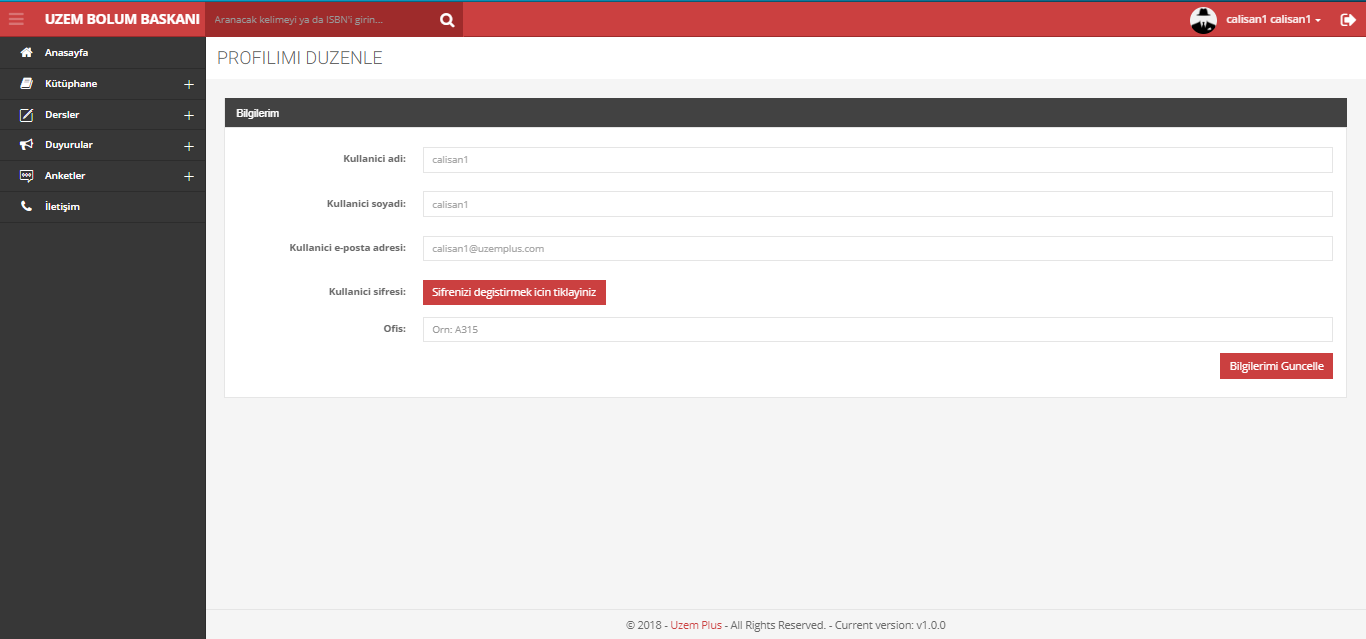 UZEM BOLUM BASKANI
Aranacak kelimeyi ya da ISBN'i girin...
calisan1 calisan1
Anasayfa
Kütüphane
Dersler
Duyurular
Anketler
İletişim
PROFILIMI DUZENLE
Bilgilerim
Kullanici adi: calisan1
Kullanici soyadi: calisan1
Kullanici e-posta adresi: calisan1@uzemplus.com
Kullanici sifresi: Sifrenizi degistirmek icin tiklayiniz
Ofis: Orn: A315
Bilgilerimi Guncelle
© 2018 - Uzem Plus - All Rights Reserved. - Current version: v1.0.0